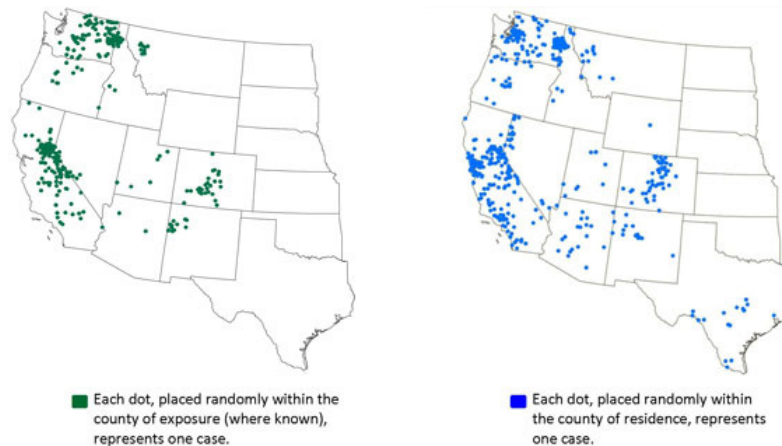 Each dot, placed randomly within the
county of exposure (where known),
represents one case.
Each dot, placed randomly within
the county of residence, represents
one case.